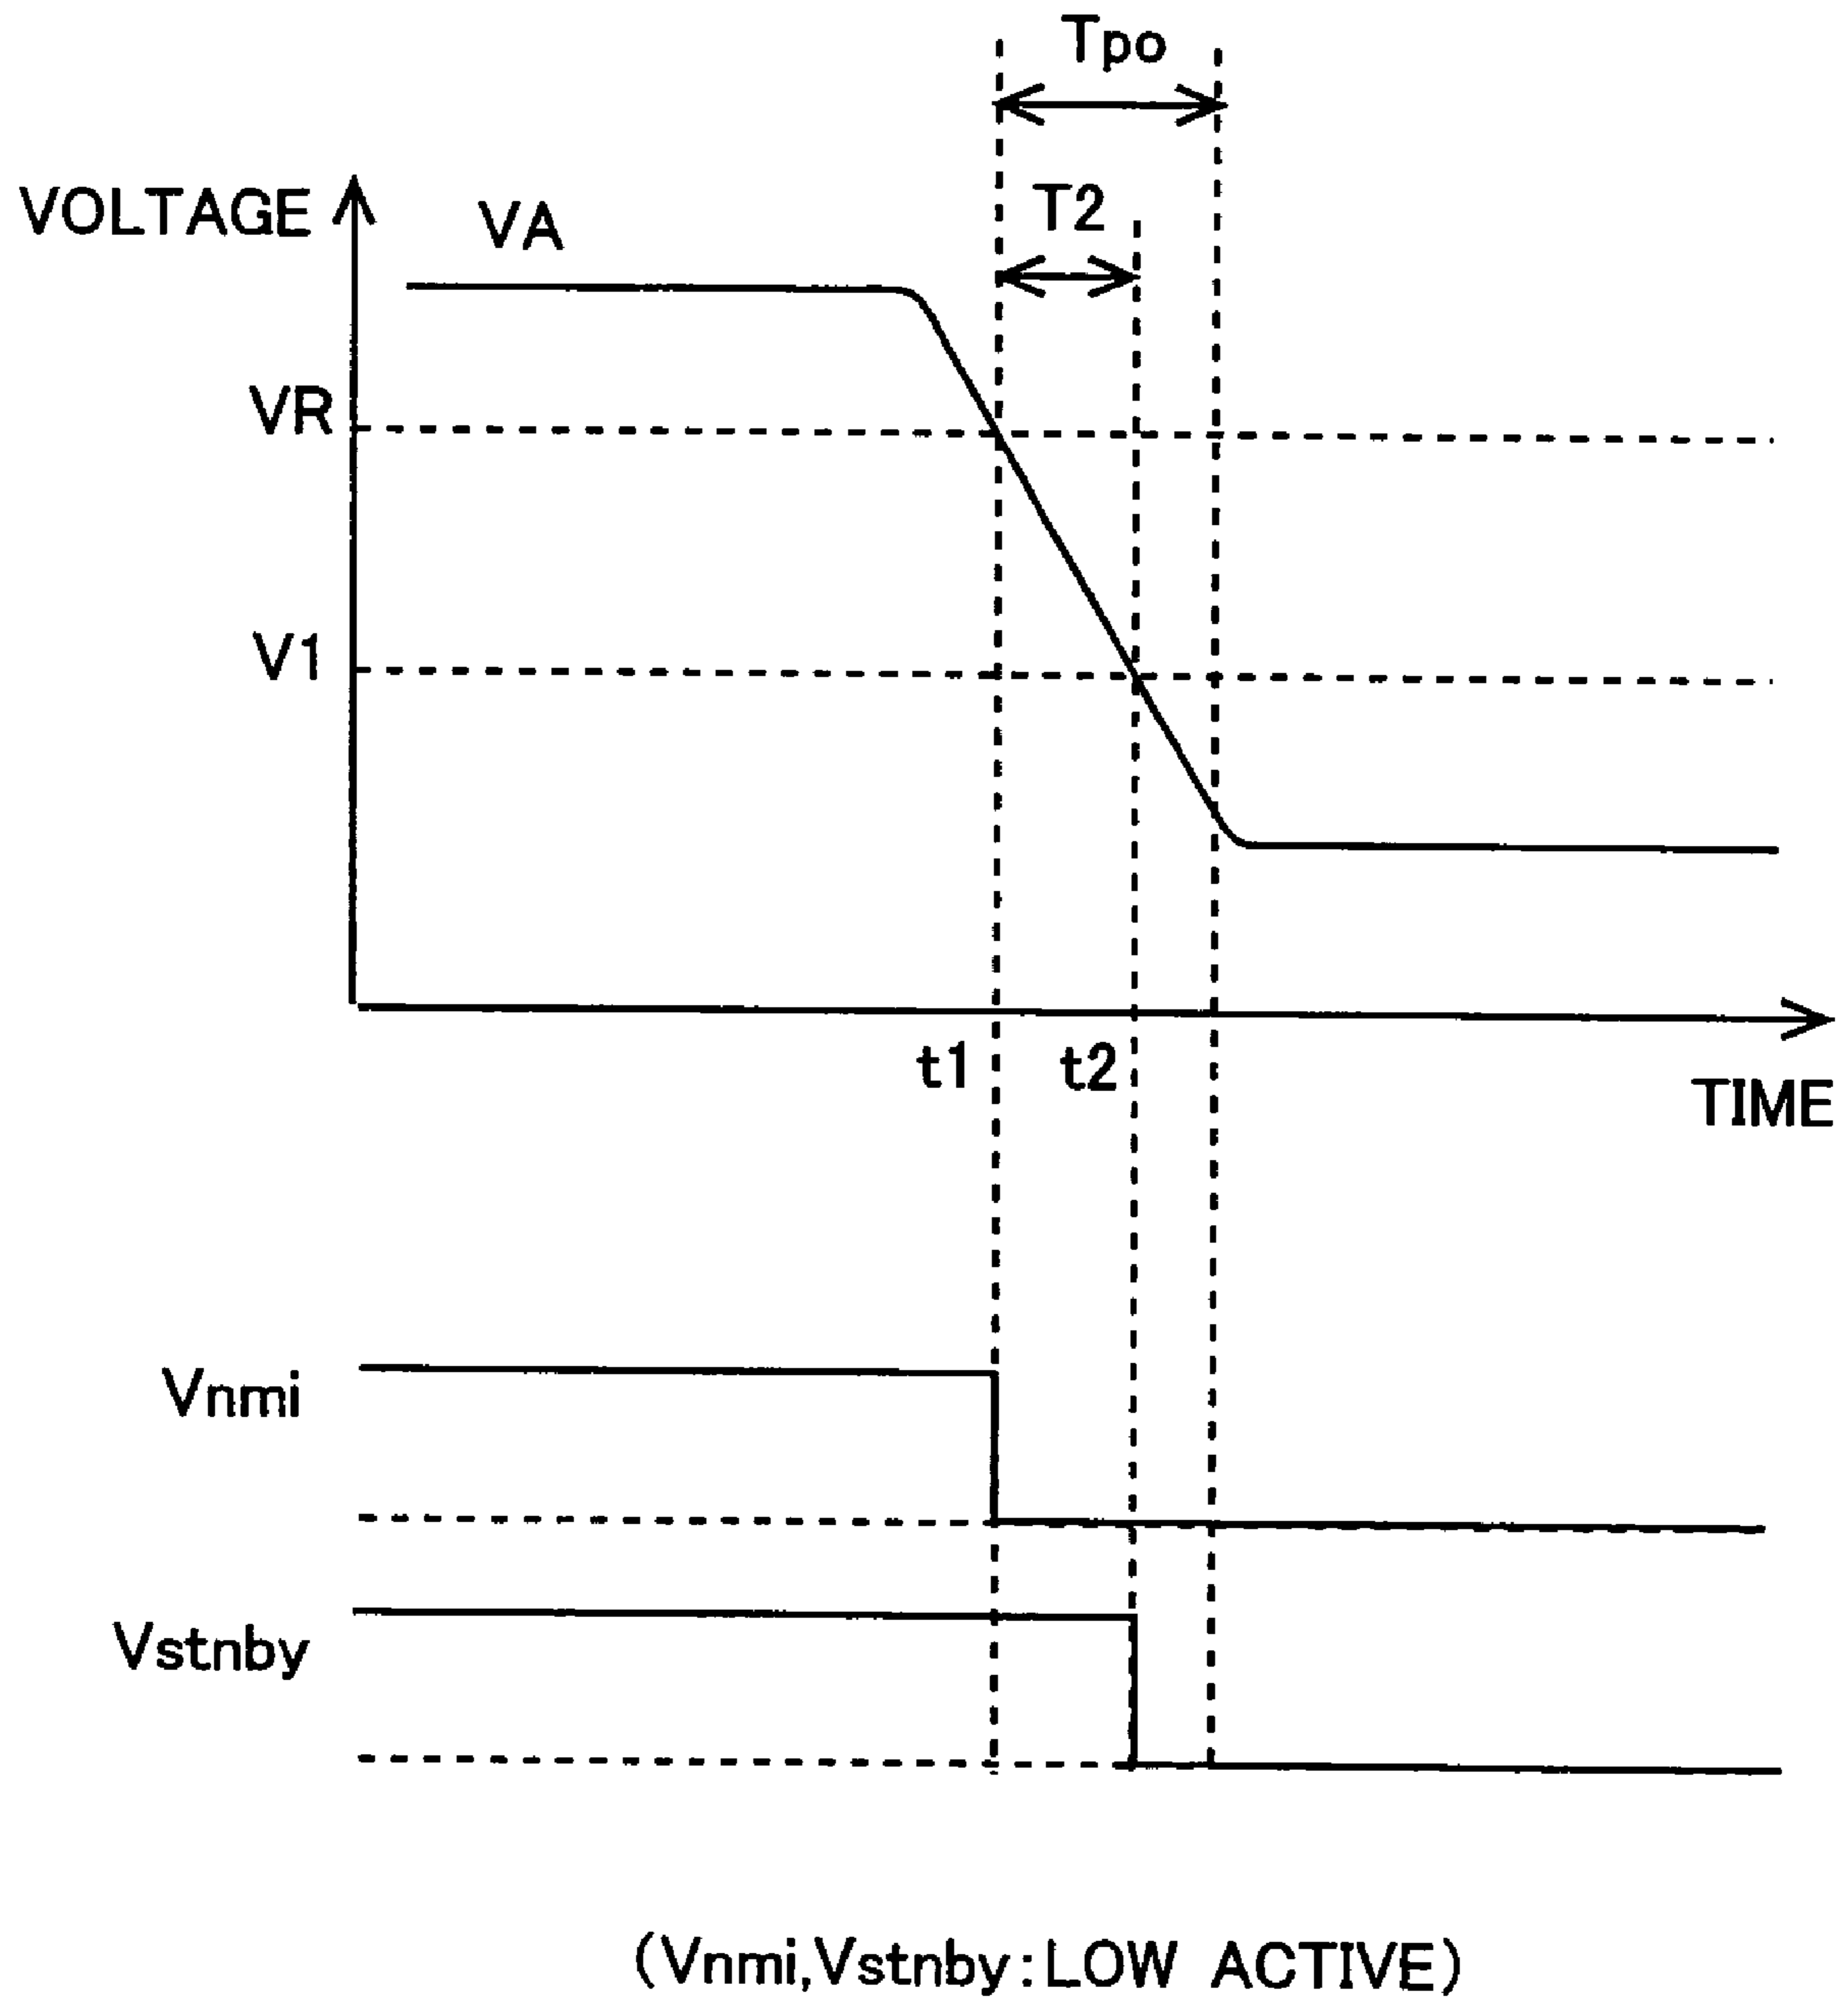 Tpo
VOLTAGE
VA
T2
VR
V1
t1
t2
TIME
Vnmi
Vstnby
(Vnmi,Vstnby:LOW ACTIVE)